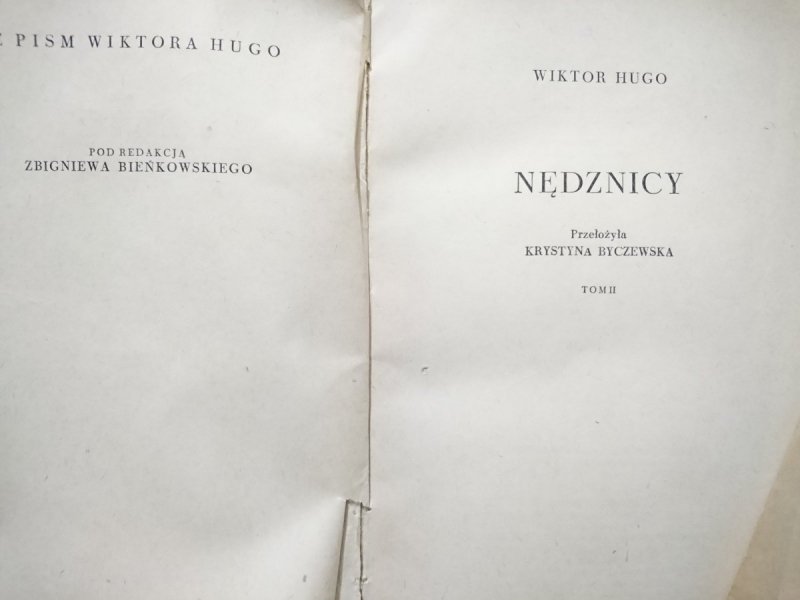 PISM WIKTORA HUGO
POD REDAKCJĄ
ZBIGNIEWA BIEŃKOWSKIEGO
WIKTOR HUGO
NĘDZNICY
Przełożyła
KRYSTYNA BYCZEWSKA
TOM II